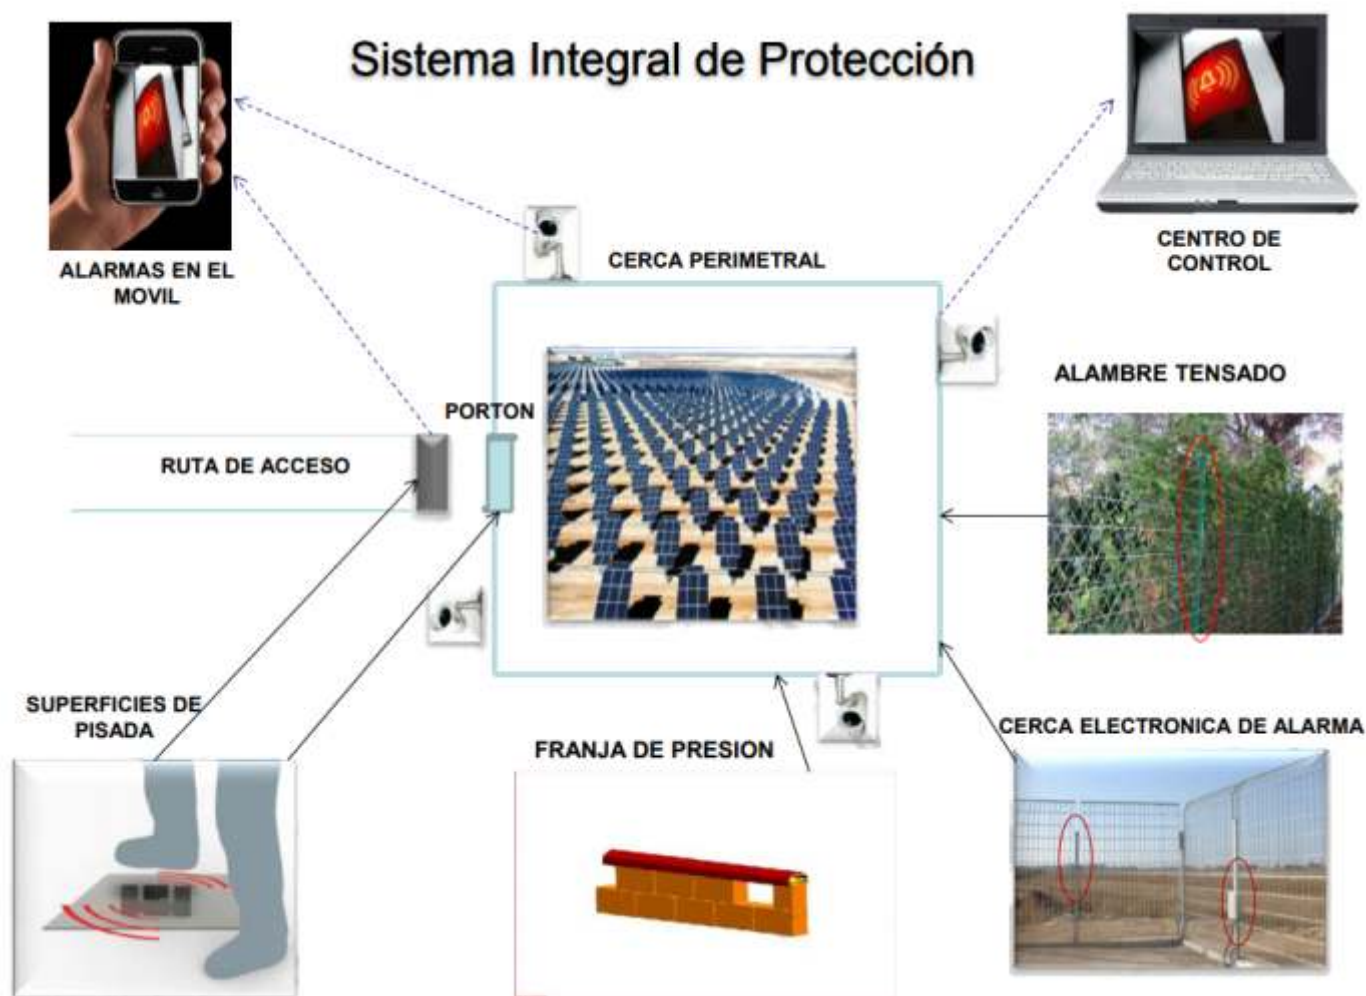 Sistema Integral de Protección
ALARMAS EN EL
MOVIL
CERCA PERIMETRAL
CENTRO DE
CONTROL
ALAMBRE TENSADO
PORTON
RUTA DE ACCESO
SUPERFICIES DE
PISADA
FRANJA DE PRESION
CERCA ELECTRONICA DE ALARMA